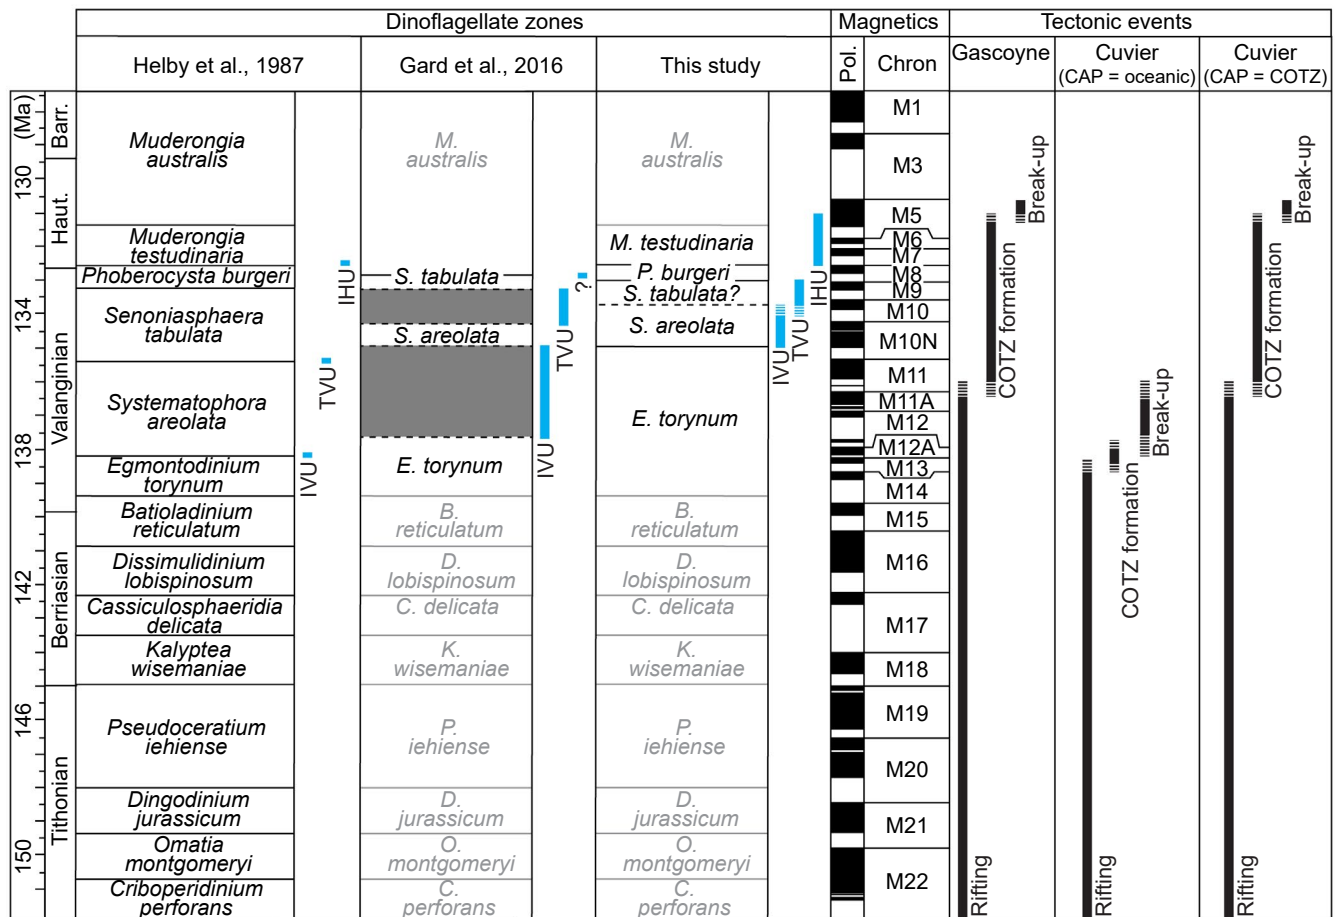 Dinoflagellate zones
Magnetics
Tectonic events
Helby et al., 1987
Gard et al., 2016
This study
Pol.
Chron
Gascoyne
Cuvier
(CAP = oceanic)
Cuvier
(CAP = COTZ)
(Ma)
130
134
138
142
146
150
Barr.
Haut.
Valanginian
Berriasian
Tithonian
Muderongia
australis
Muderongia
testudinaria
Phoberocysta burgeri
Senoniasphaera
tabulata
Systematophora
areolata
Egmontodinium
torynum
Batioladinium
reticulatum
Dissimulidinium
lobispinosum
Cassiculosphaeridia
delicata
Kalyptea
wisemaniae
Pseudoceratium
iehiense
Dingodinium
jurassicum
Omatia
montgomeryi
Criboperidinium
perforans
IHU
TVU
IVU
M.
australis
S. tabulata
S. areolata
E. torynum
B.
reticulatum
D.
lobispinosum
C. delicata
K.
wisemaniae
P.
iehiense
D.
jurassicum
O.
montgomeryi
C.
perforans
?
TVU
IVU
M.
australis
M. testudinaria
P. burgeri
S. tabulata?
S. areolata
E. torynum
B.
reticulatum
D.
lobispinosum
C. delicata
K.
wisemaniae
P.
iehiense
D.
jurassicum
O.
montgomeryi
C.
perforans
IHU
TVU
IVU
M1
M3
M5
M6
M7
M8
M9
M10
M10N
M11
M11A
M12
M12A
M13
M14
M15
M16
M17
M18
M19
M20
M21
M22
Break-up
COTZ formation
Rifting
Break-up
COTZ formation
Rifting
Break-up
COTZ formation
Rifting